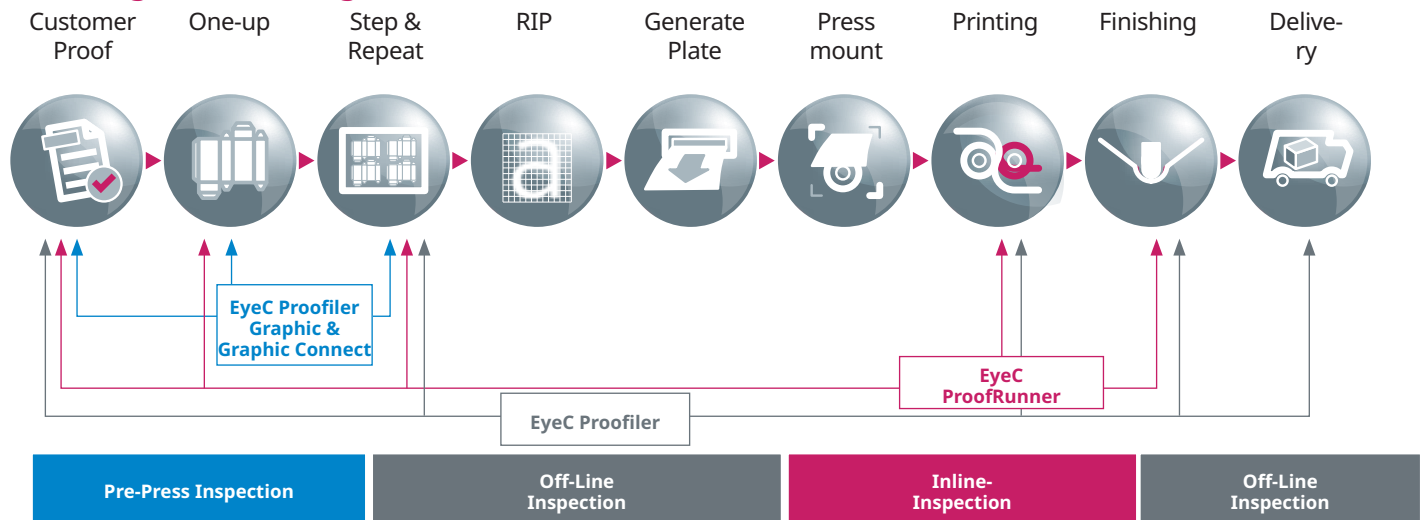 Customer
Proof
One-up
Step &
Repeat
RIP
Generate
Plate
Press
mount
Printing
Finishing
Delive-
ry
a
EyeC Proofiler
Graphic &
Graphic Connect
EyeC
ProofRunner
EyeC Proofiler
Pre-Press Inspection
Off-Line
Inspection
Inline-
Inspection
Off-Line
Inspection